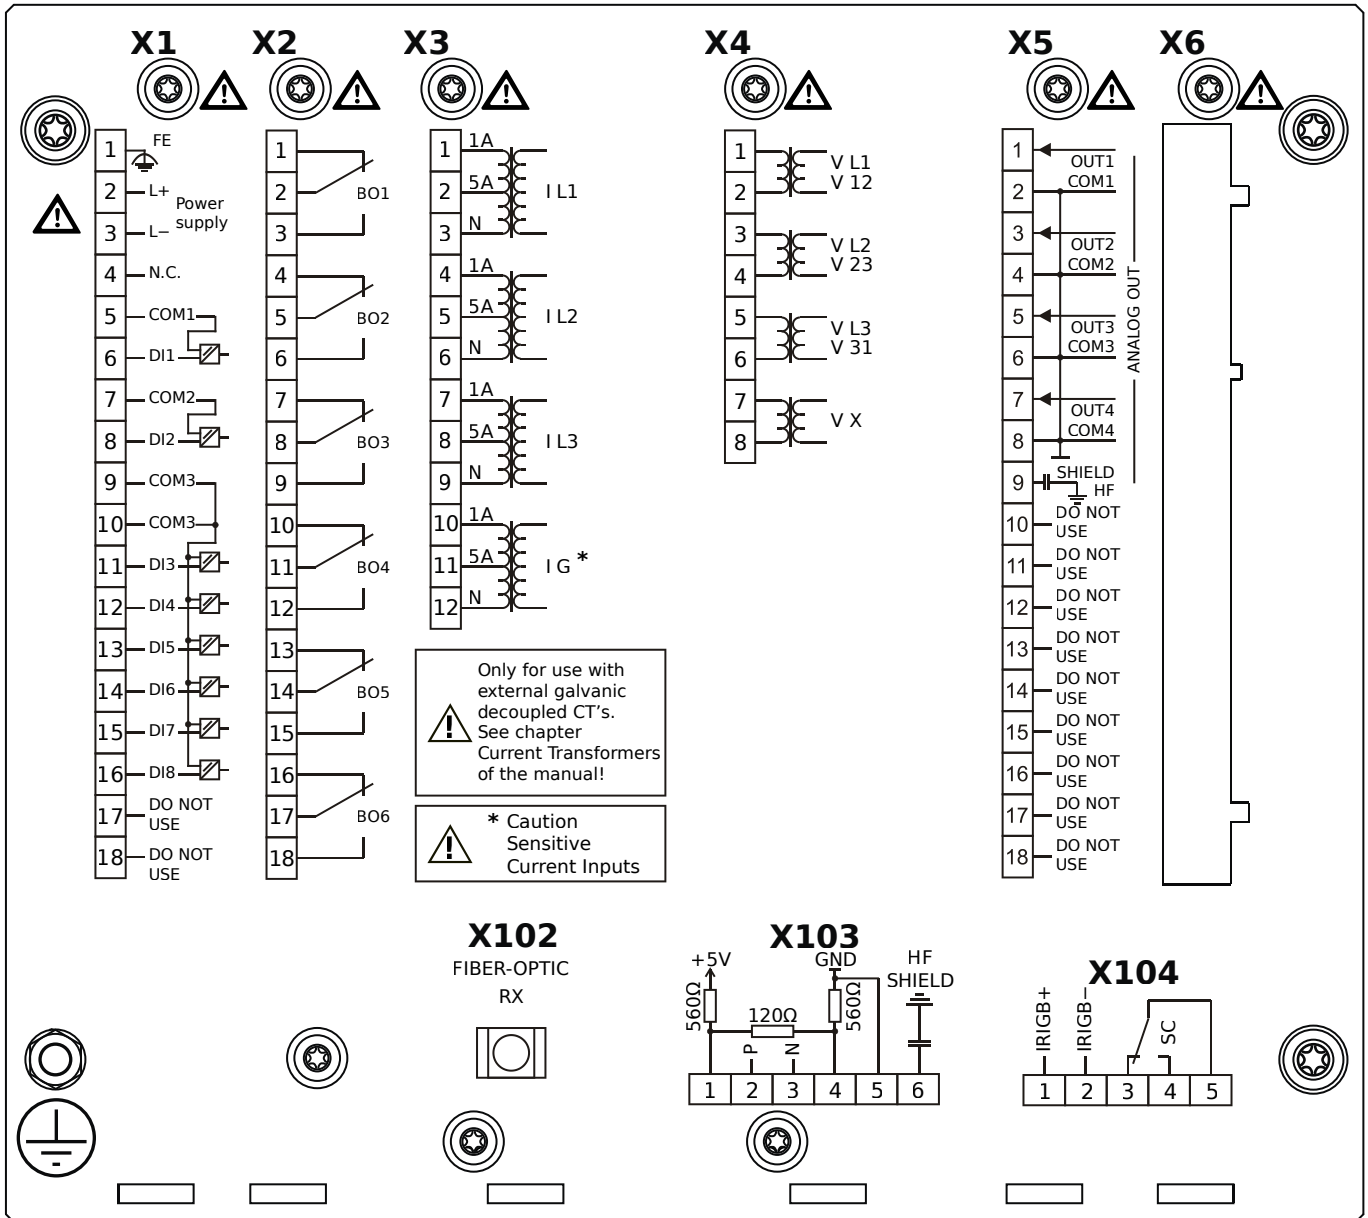 X1
X2
X3
X4
X5
X6
1 FE
2 L+
Power
supply
3 L−
4 N.C.
5 COM1
6 DI1
7 COM2
8 DI2
9 COM3
10 COM3
11 DI3
12 DI4
13 DI5
14 DI6
15 DI7
16 DI8
17 DO NOT
USE
18 DO NOT
USE
1
2 BO1
3
4
5 BO2
6
7
8 BO3
9
10
11 BO4
12
13
14 BO5
15
16
17 BO6
18
1 1A
2 5A I L1
3 N
4 1A
5 5A I L2
6 N
7 1A
8 5A I L3
9 N
10 1A
11 5A I G *
12 N
Only for use with
external galvanic
decoupled CT's.
See chapter
Current Transformers
of the manual!
* Caution
Sensitive
Current Inputs
1 V L1
2 V 12
3 V L2
4 V 23
5 V L3
6 V 31
7 V X
8
1 OUT1
2 COM1
3 OUT2
4 COM2
5 OUT3
6 COM3
7 OUT4
8 COM4
ANALOG OUT
9 SHIELD
HF
10 DO NOT
USE
11 DO NOT
USE
12 DO NOT
USE
13 DO NOT
USE
14 DO NOT
USE
15 DO NOT
USE
16 DO NOT
USE
17 DO NOT
USE
18 DO NOT
USE
X102
FIBER-OPTIC
RX
X103
+5V GND HF
SHIELD
560Ω 120Ω 560Ω
P N
1 2 3 4 5 6
X104
IRIGB+ IRIGB− SC
1 2 3 4 5